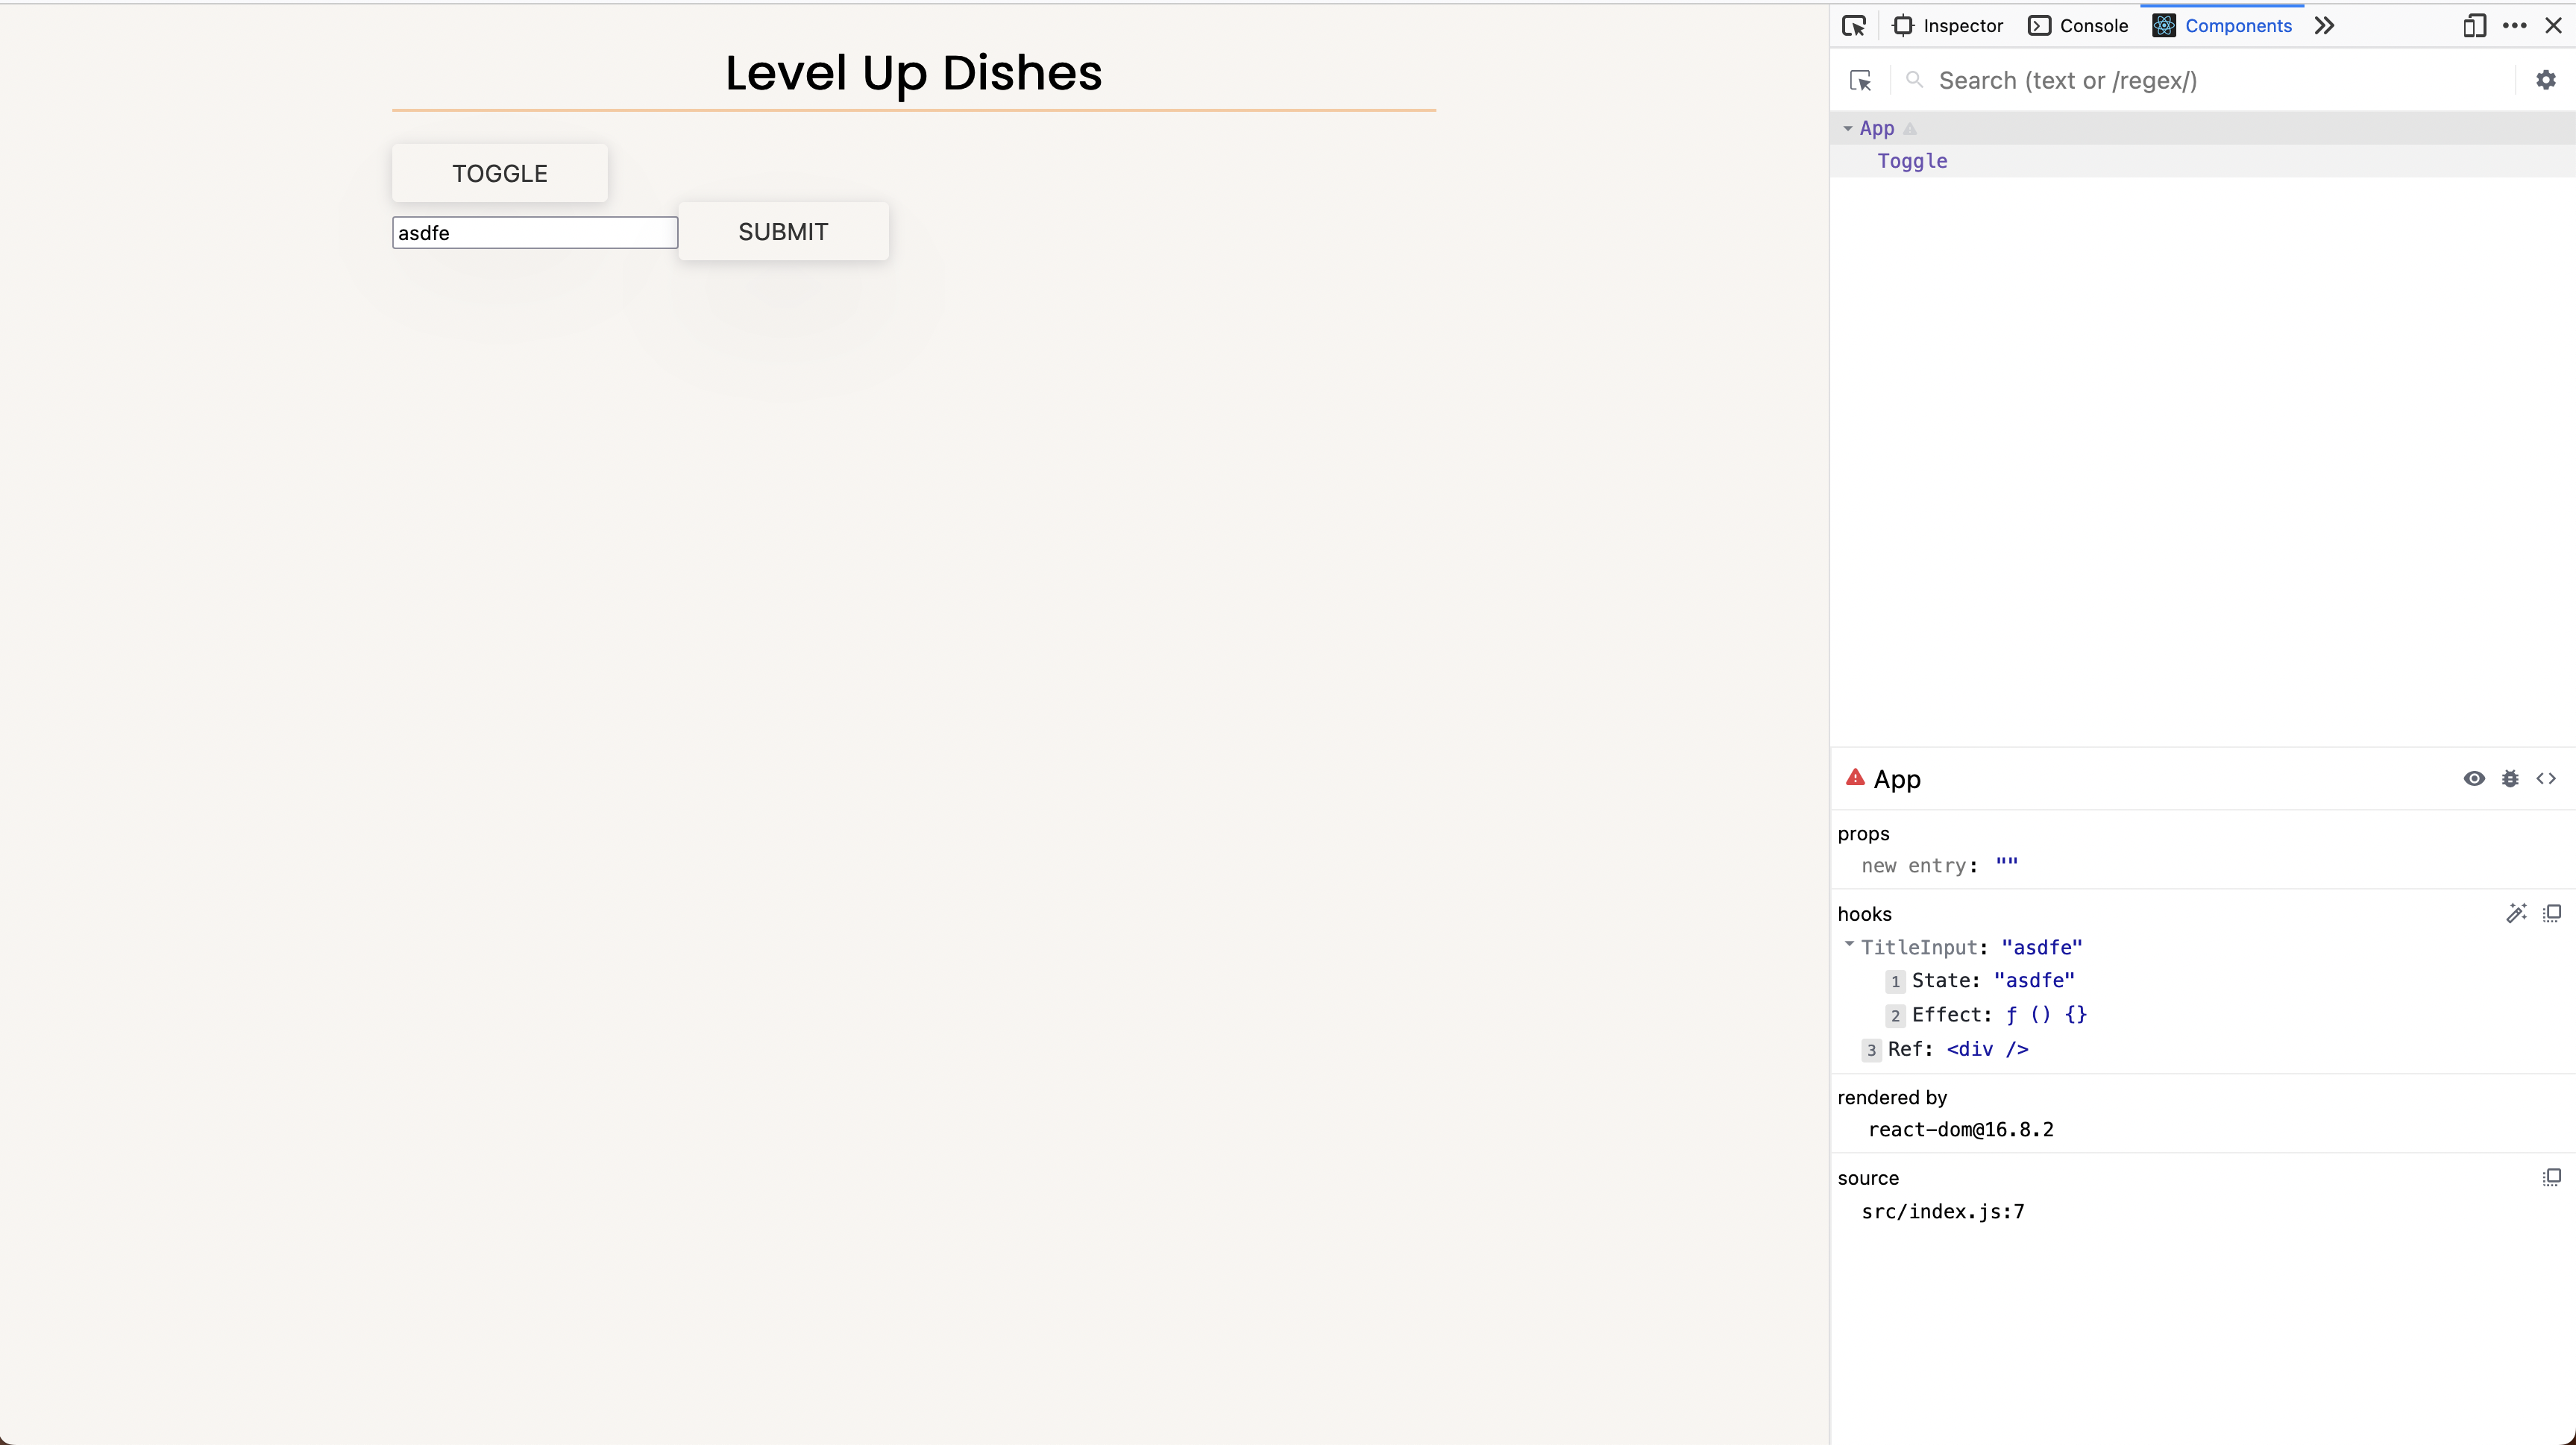 Level Up Dishes
TOGGLE
asdfe
SUBMIT
Inspector
Console
Components
Search (text or /regex/)
App
Toggle
App
props
new entry: ""
hooks
TitleInput: "asdfe"
1 State: "asdfe"
2 Effect: ƒ () {}
3 Ref: <div />
rendered by
react-dom@16.8.2
source
src/index.js:7